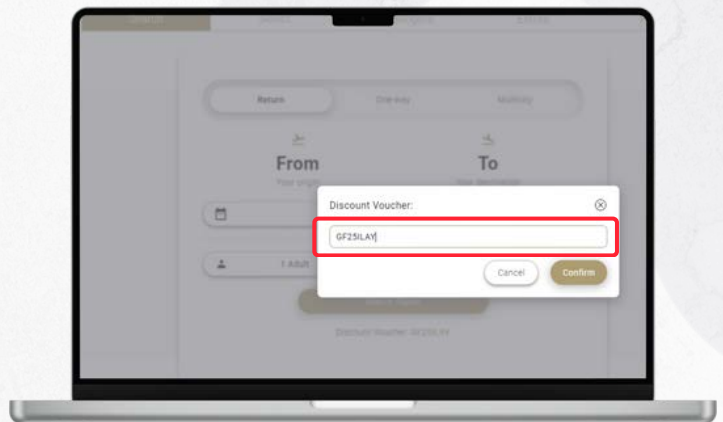 Return One-way Multicity
From To
Your origin
Discount Voucher:
GF25ILAY
1 Adult
Cancel Confirm
Discount Voucher: GF25ILAY